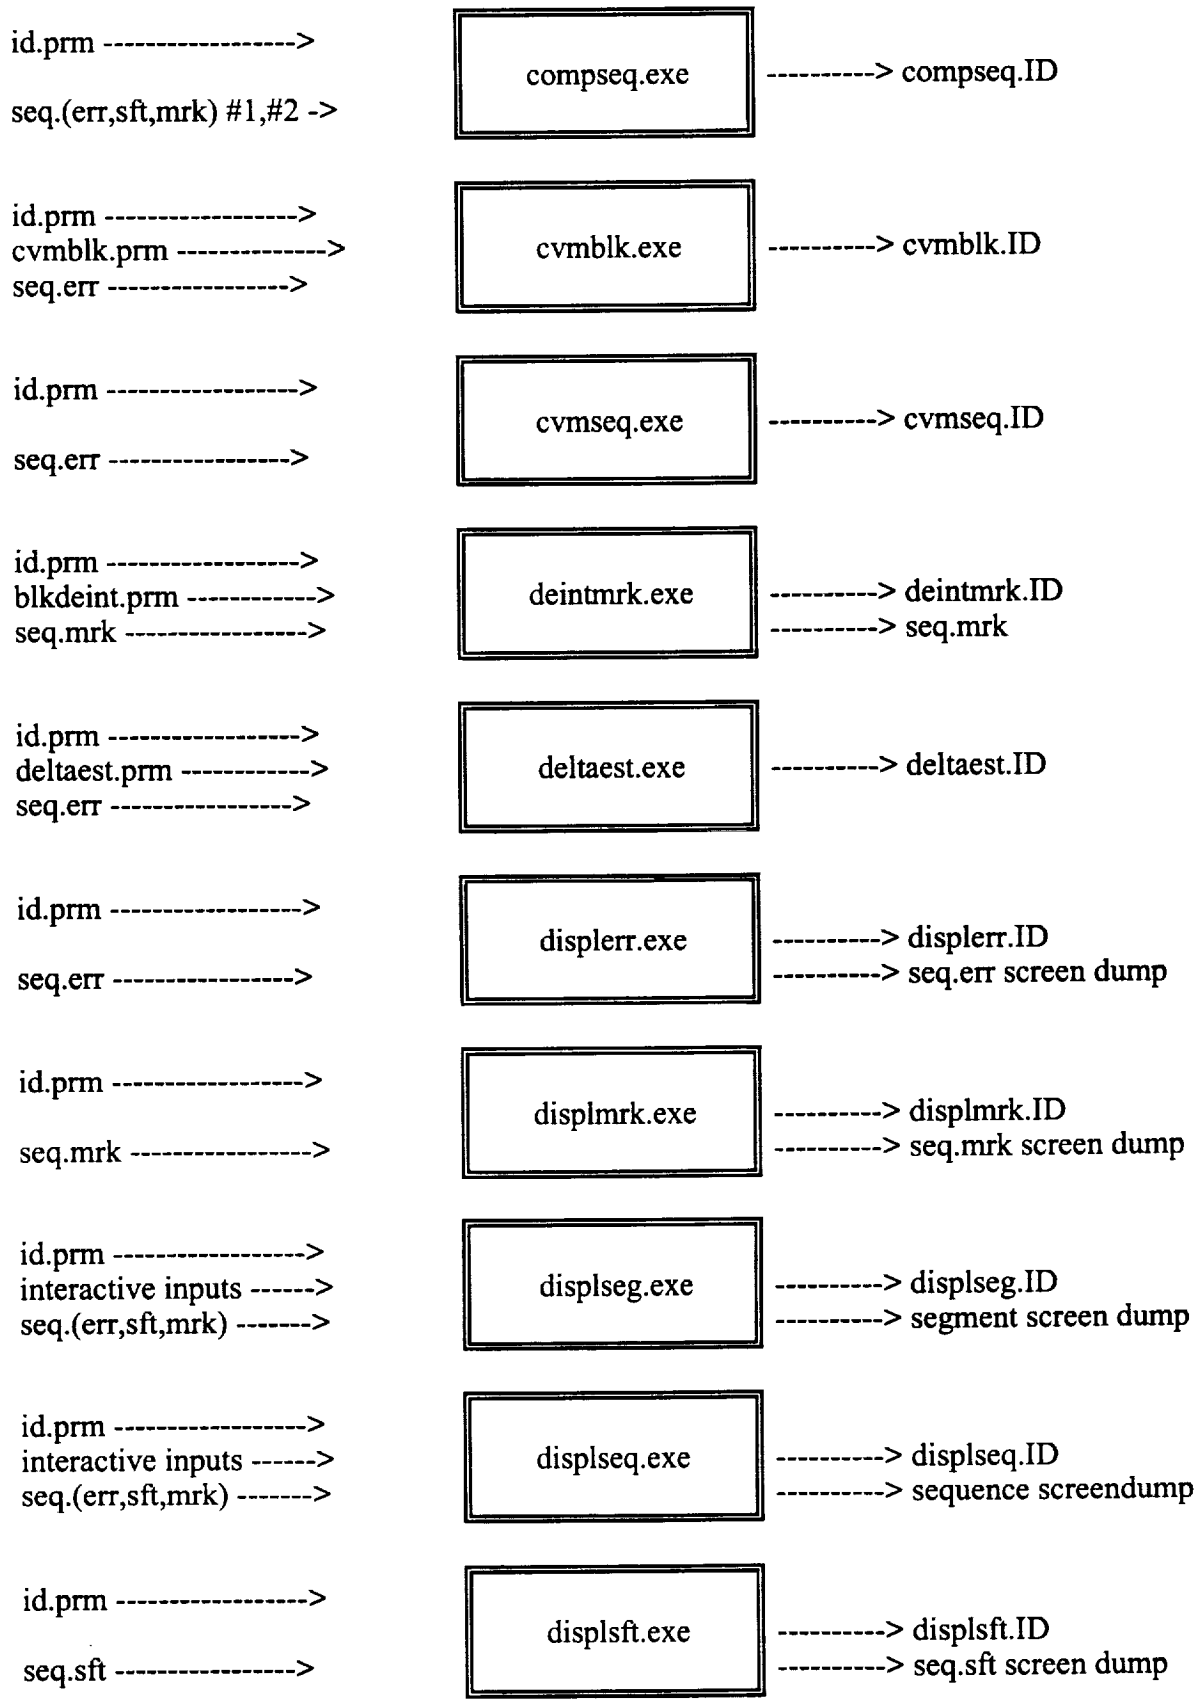 id.prm ------------------>
compseq.exe
----------> compseq.ID
seq.(err,sft,mrk) #1,#2 ->
id.prm ------------------>
cvmblk.prm -------------->
seq.err ----------------->
cvmblk.exe
----------> cvmblk.ID
id.prm ------------------>
cvmseq.exe
----------> cvmseq.ID
seq.err ----------------->
id.prm ------------------>
blkdeint.prm ------------>
seq.mrk ----------------->
deintmrk.exe
----------> deintmrk.ID
----------> seq.mrk
id.prm ------------------>
deltaest.prm ------------>
seq.err ----------------->
deltaest.exe
----------> deltaest.ID
id.prm ------------------>
seq.err ----------------->
displerr.exe
----------> displerr.ID
----------> seq.err screen dump
id.prm ------------------>
seq.mrk ----------------->
displmrk.exe
----------> displmrk.ID
----------> seq.mrk screen dump
id.prm ------------------>
interactive inputs ------>
seq.(err,sft,mrk) ------->
displseg.exe
----------> displseg.ID
----------> segment screen dump
id.prm ------------------>
interactive inputs ------>
seq.(err,sft,mrk) ------->
displseq.exe
----------> displseq.ID
----------> sequence screendump
id.prm ------------------>
seq.sft ----------------->
displsft.exe
----------> displsft.ID
----------> seq.sft screen dump